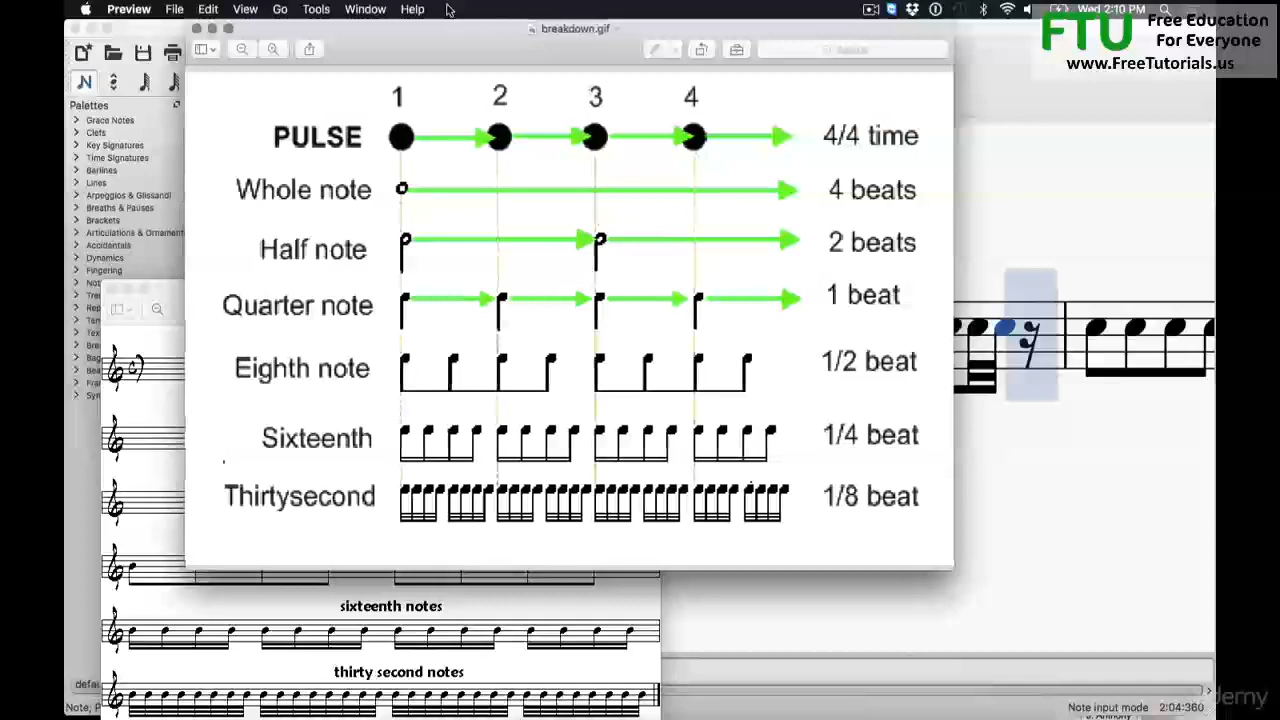 Preview File Edit View Go Tools Window Help
Wed 2:10 PM
FTU Free Education
For Everyone
www.FreeTutorials.us
breakdown.gif
Palettes
Grace Notes
Clefs
Key Signatures
Time Signatures
Barlines
Lines
Arpeggios & Glissandi
Breaths & Pauses
Brackets
Articulations & Ornament
Accidentals
Dynamics
Fingering
1 2 3 4
PULSE 4/4 time
Whole note 4 beats
Half note 2 beats
Quarter note 1 beat
Eighth note 1/2 beat
Sixteenth 1/4 beat
Thirtysecond 1/8 beat
sixteenth notes
thirty second notes
defau
Note input mode 2:04:360